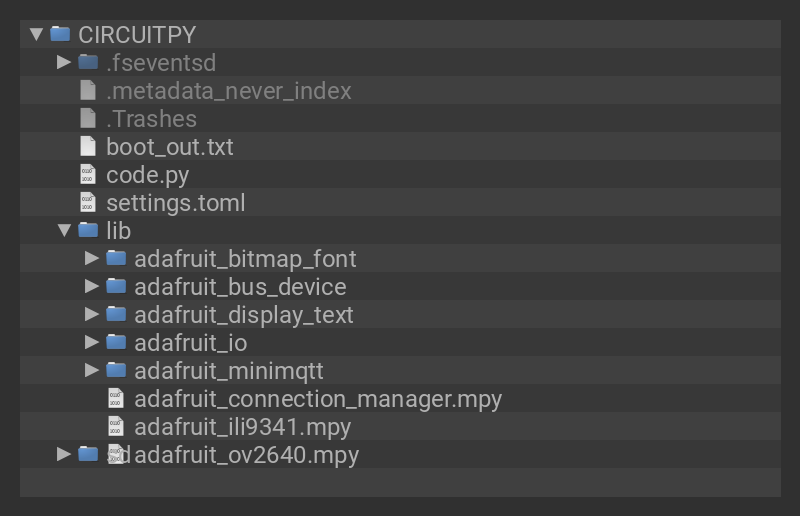 CIRCUITPY
.fseventsd
.metadata_never_index
.Trashes
boot_out.txt
code.py
settings.toml
lib
adafruit_bitmap_font
adafruit_bus_device
adafruit_display_text
adafruit_io
adafruit_minimqtt
adafruit_connection_manager.mpy
adafruit_ili9341.mpy
sd adafruit_ov2640.mpy